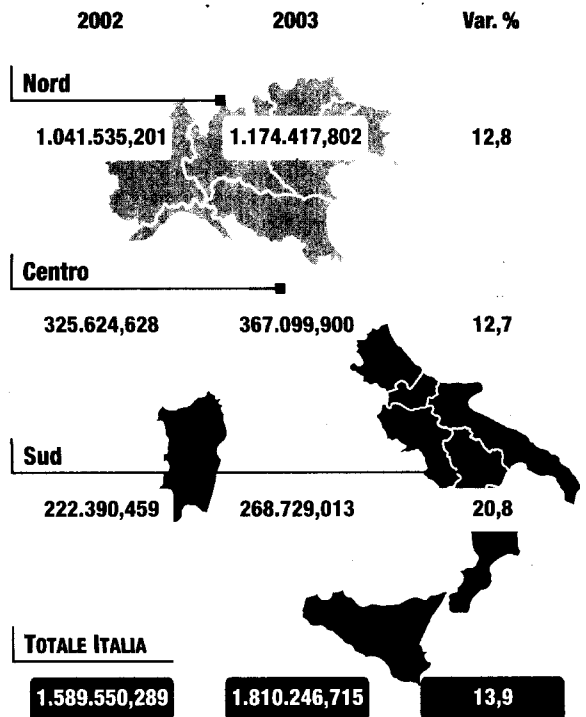 2002 2003 Var. %
Nord
1.041.535,201 1.174.417,802 12,8
Centro
325.624,628 367.099,900 12,7
Sud
222.390,459 268.729,013 20,8
TOTALE ITALIA
1.589.550,289 1.810.246,715 13,9